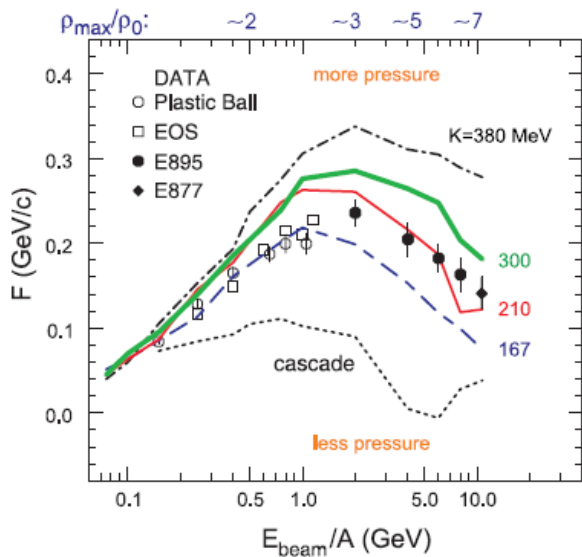 ρmax/ρ0: ~2 ~3 ~5 ~7
DATA
Plastic Ball
EOS
E895
E877
more pressure
K=380 MeV
0.4
0.3
0.2
0.1
0.0
F (GeV/c)
300
210
167
cascade
less pressure
0.1 0.5 1.0 5.0 10.0
Ebeam/A (GeV)